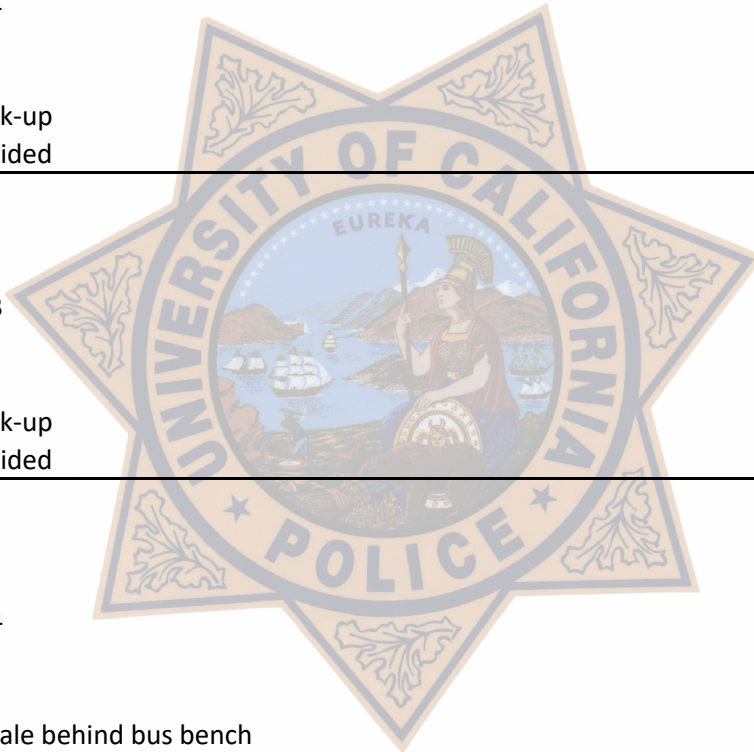 k-up
ided
UNIVERSITY OF CALIFORNIA
EUREKA
k-up
ided
POLICE
ale behind bus bench